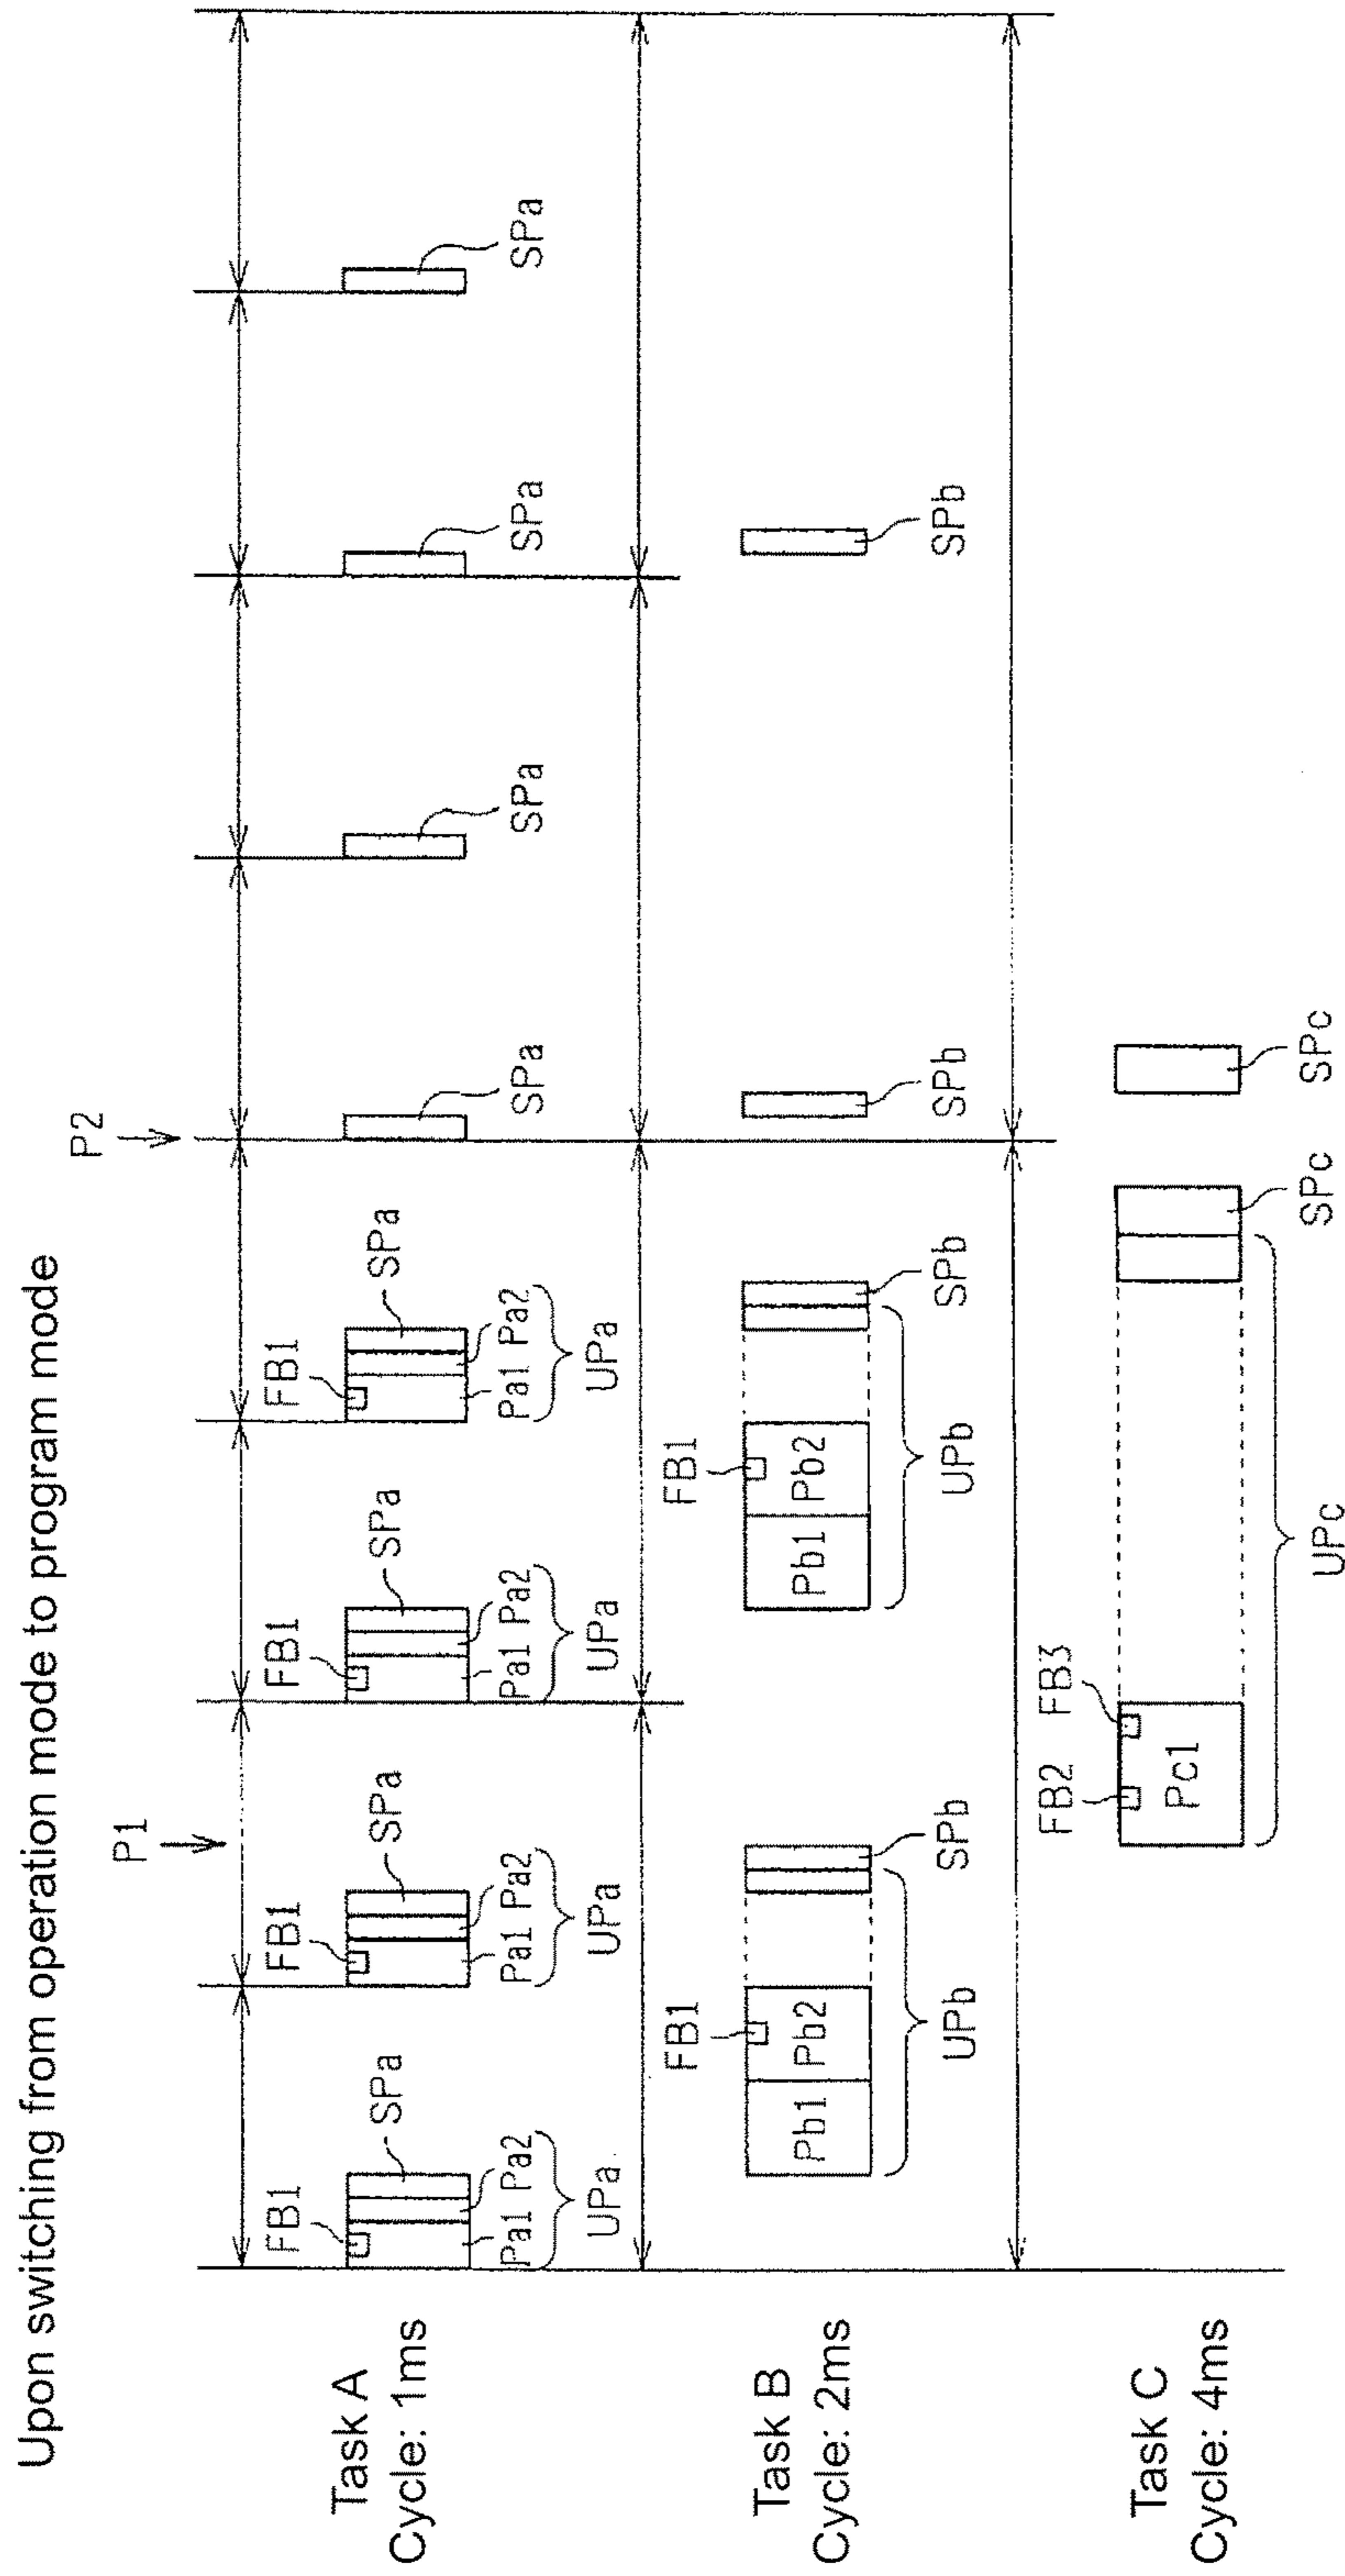 Upon switching from operation mode to program mode
P1
P2
Task A
Cycle: 1ms
FB1
SPa
Pa1 Pa2
UPa
FB1
SPa
Pa1 Pa2
UPa
FB1
SPa
Pa1 Pa2
UPa
FB1
SPa
Pa1 Pa2
UPa
SPa
SPa
SPa
SPa
Task B
Cycle: 2ms
FB1
Pb1 Pb2
SPb
UPb
FB1
Pb1 Pb2
SPb
UPb
SPb
SPb
Task C
Cycle: 4ms
FB2 FB3
Pc1
UPc
SPc
SPc